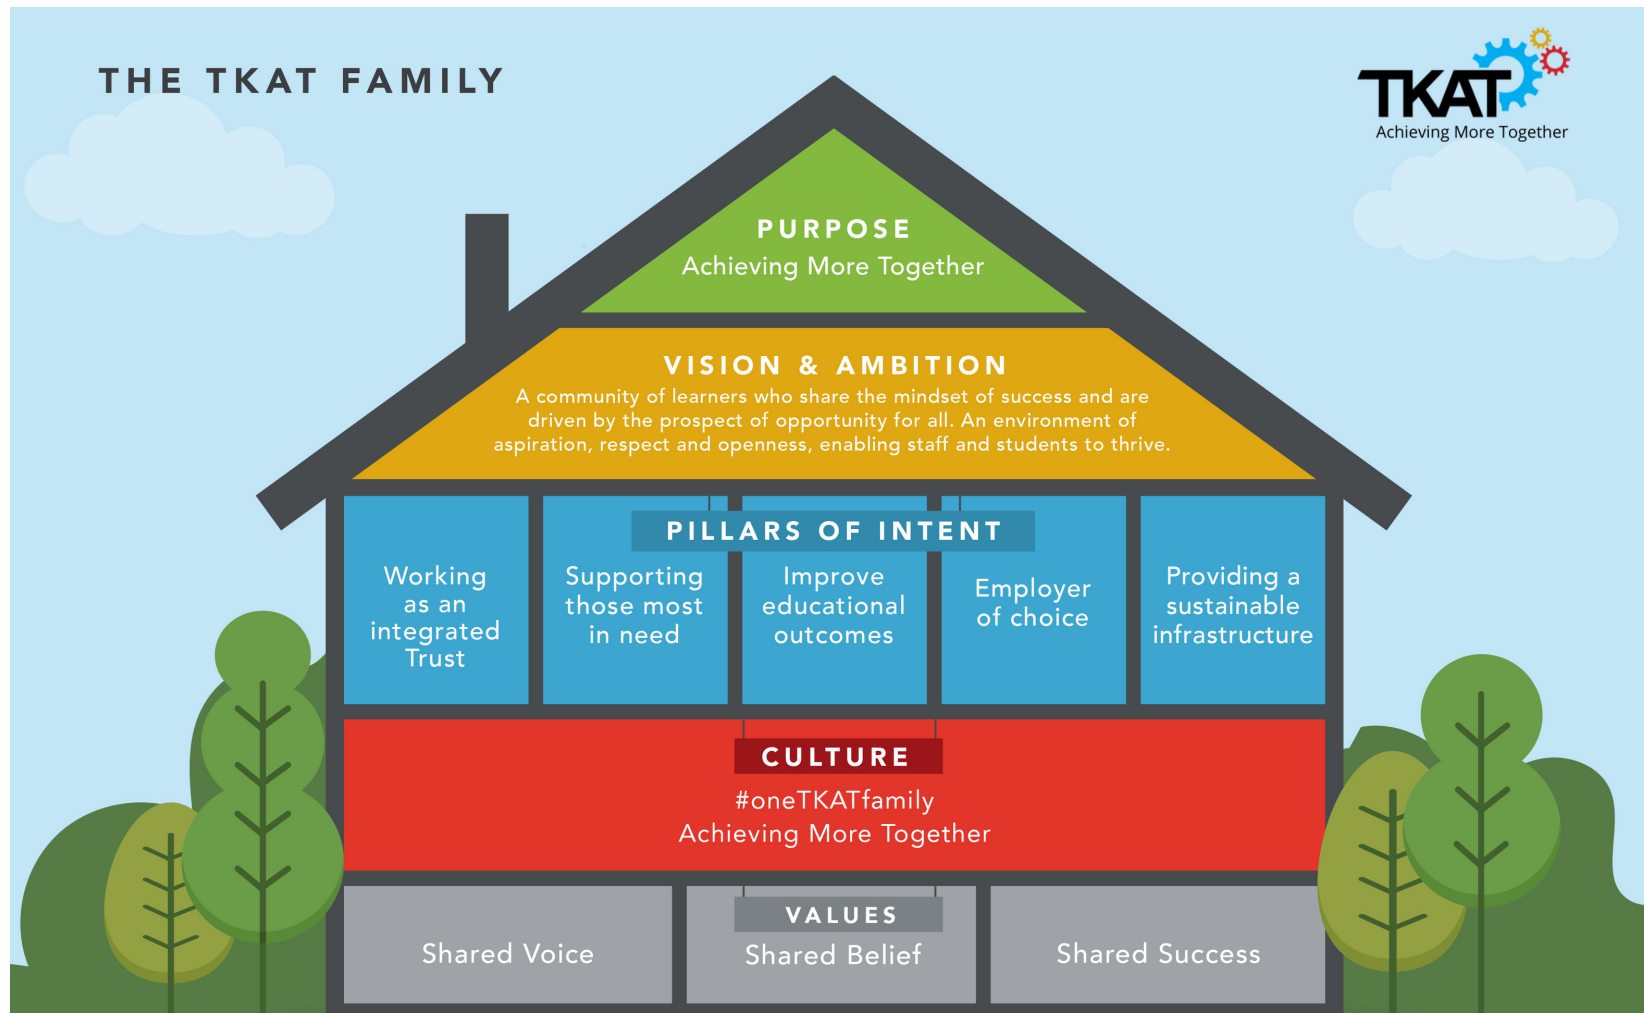 THE TKAT FAMILY
TKAT
Achieving More Together
PURPOSE
Achieving More Together
VISION & AMBITION
A community of learners who share the mindset of success and are
driven by the prospect of opportunity for all. An environment of
aspiration, respect and openness, enabling staff and students to thrive.
PILLARS OF INTENT
Working
as an
integrated
Trust
Supporting
those most
in need
Improve
educational
outcomes
Employer
of choice
Providing a
sustainable
infrastructure
CULTURE
#oneTKATfamily
Achieving More Together
VALUES
Shared Voice
Shared Belief
Shared Success